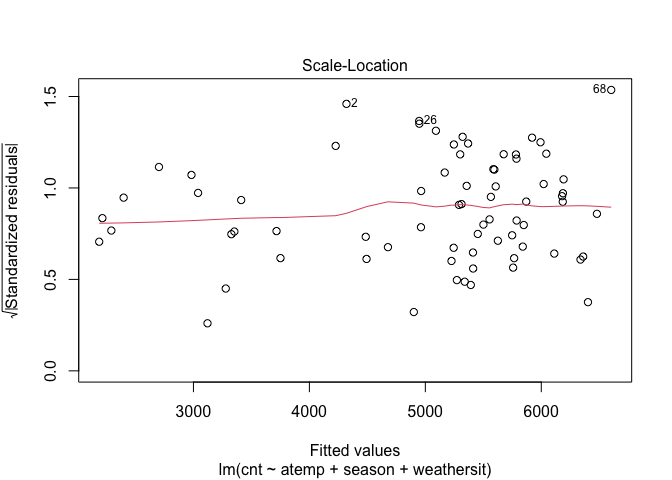 Scale-Location
√|Standardized residuals|
1.5
1.0
0.5
0.0
2
26
68
3000 4000 5000 6000
Fitted values
lm(cnt ~ atemp + season + weathersit)